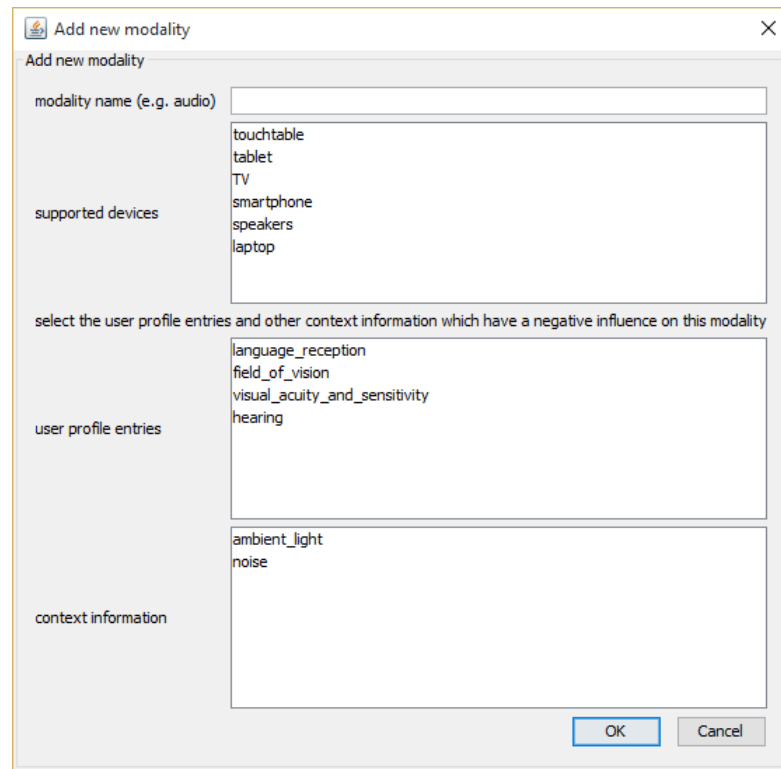 Add new modality
Add new modality
modality name (e.g. audio)
touchtable
tablet
TV
smartphone
supported devices
speakers
laptop
select the user profile entries and other context information which have a negative influence on this modality
language_reception
field_of_vision
visual_acuity_and_sensitivity
hearing
user profile entries
ambient_light
noise
context information
OK Cancel